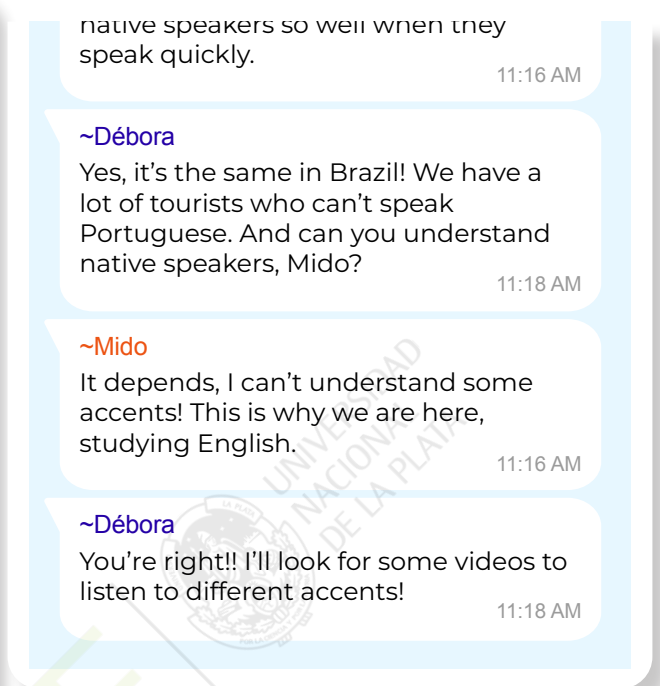 native speakers so well when they
speak quickly.
11:16 AM
~Débora
Yes, it's the same in Brazil! We have a
lot of tourists who can't speak
Portuguese. And can you understand
native speakers, Mido?
11:18 AM
~Mido
It depends, I can't understand some
accents! This is why we are here,
studying English.
11:16 AM
~Débora
You're right!! I'll look for some videos to
listen to different accents!
11:18 AM
UNIVERSIDAD
NACIONAL
DE LA PLATA